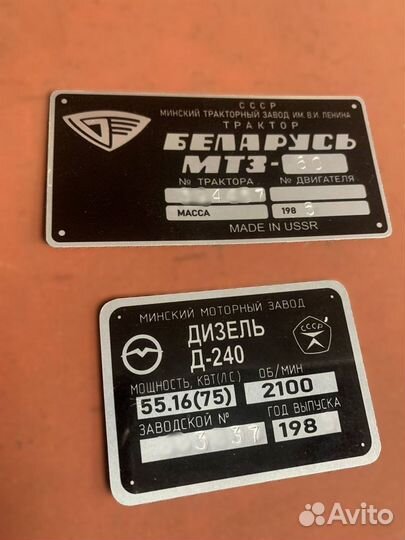 СССР
МИНСКИЙ ТРАКТОРНЫЙ ЗАВОД ИМ. В.И. ЛЕНИНА
ТРАКТОР
БЕЛАРУСЬ
МТЗ-80
№ ТРАКТОРА № ДВИГАТЕЛЯ
МАССА 198
MADE IN USSR
МИНСКИЙ МОТОРНЫЙ ЗАВОД
ДИЗЕЛЬ
Д-240
СССР
МОЩНОСТЬ, КВТ(ЛС) ОБ/МИН
55.16(75) 2100
ЗАВОДСКОЙ № ГОД ВЫПУСКА
198
Avito